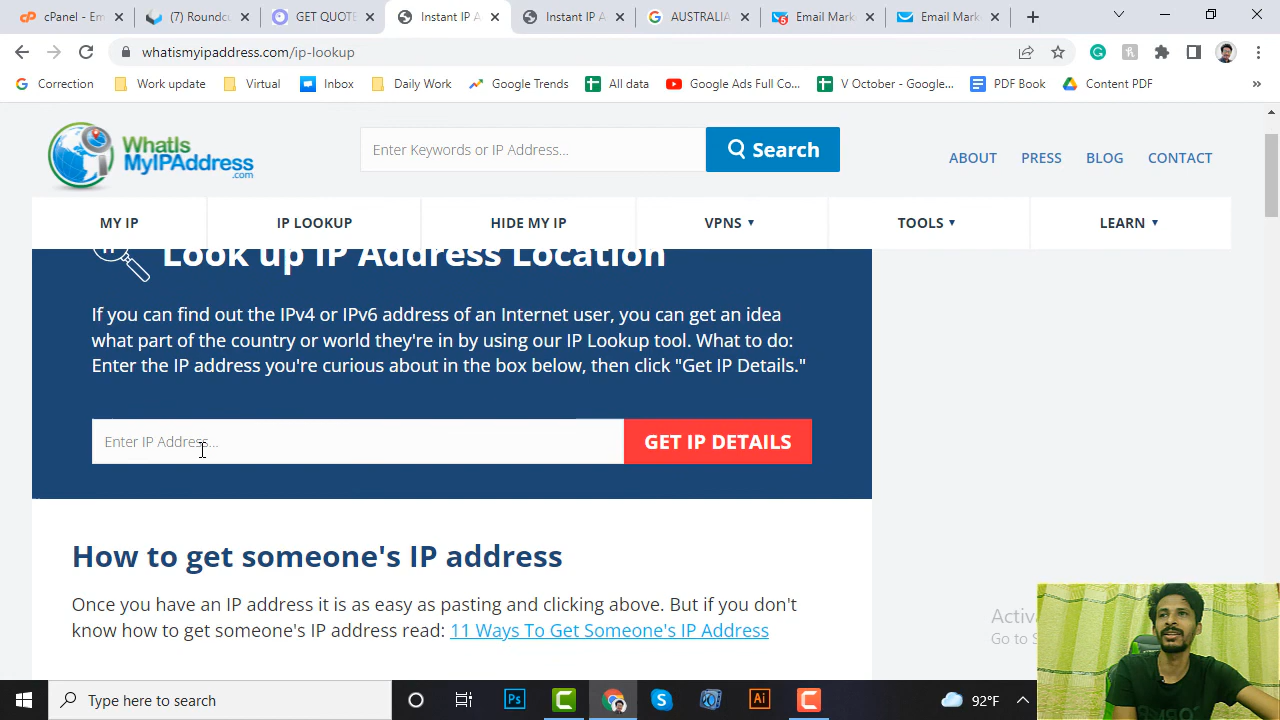 cPanel - Em
(7) Roundcu
GET QUOTE
Instant IP A
Instant IP A
AUSTRALIA
Email Mark
Email Mark
whatismyipaddress.com/ip-lookup
Correction
Work update
Virtual
Inbox
Daily Work
Google Trends
All data
Google Ads Full Co...
V October - Google...
PDF Book
Content PDF
»
WhatIs
MyIPAddress
.com
Enter Keywords or IP Address...
Search
ABOUT
PRESS
BLOG
CONTACT
MY IP
IP LOOKUP
HIDE MY IP
VPNS
TOOLS
LEARN
Look up IP Address Location
If you can find out the IPv4 or IPv6 address of an Internet user, you can get an idea
what part of the country or world they're in by using our IP Lookup tool. What to do:
Enter the IP address you're curious about in the box below, then click "Get IP Details."
Enter IP Address...
GET IP DETAILS
How to get someone's IP address
Once you have an IP address it is as easy as pasting and clicking above. But if you don't
know how to get someone's IP address read: 11 Ways To Get Someone's IP Address
Activ
Go to S
Type here to search
Ps
Ai
92°F